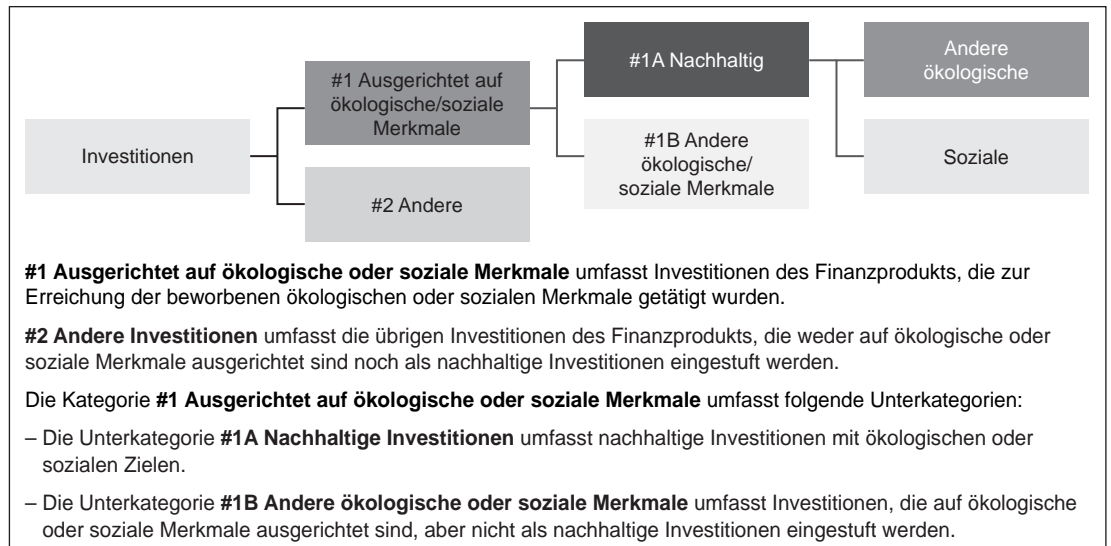 Investitionen
#1 Ausgerichtet auf
ökologische/soziale
Merkmale
#2 Andere
#1A Nachhaltig
#1B Andere
ökologische/
soziale Merkmale
Andere
ökologische
Soziale
#1 Ausgerichtet auf ökologische oder soziale Merkmale umfasst Investitionen des Finanzprodukts, die zur
Erreichung der beworbenen ökologischen oder sozialen Merkmale getätigt wurden.
#2 Andere Investitionen umfasst die übrigen Investitionen des Finanzprodukts, die weder auf ökologische oder
soziale Merkmale ausgerichtet sind noch als nachhaltige Investitionen eingestuft werden.
Die Kategorie #1 Ausgerichtet auf ökologische oder soziale Merkmale umfasst folgende Unterkategorien:
– Die Unterkategorie #1A Nachhaltige Investitionen umfasst nachhaltige Investitionen mit ökologischen oder
sozialen Zielen.
– Die Unterkategorie #1B Andere ökologische oder soziale Merkmale umfasst Investitionen, die auf ökologische
oder soziale Merkmale ausgerichtet sind, aber nicht als nachhaltige Investitionen eingestuft werden.